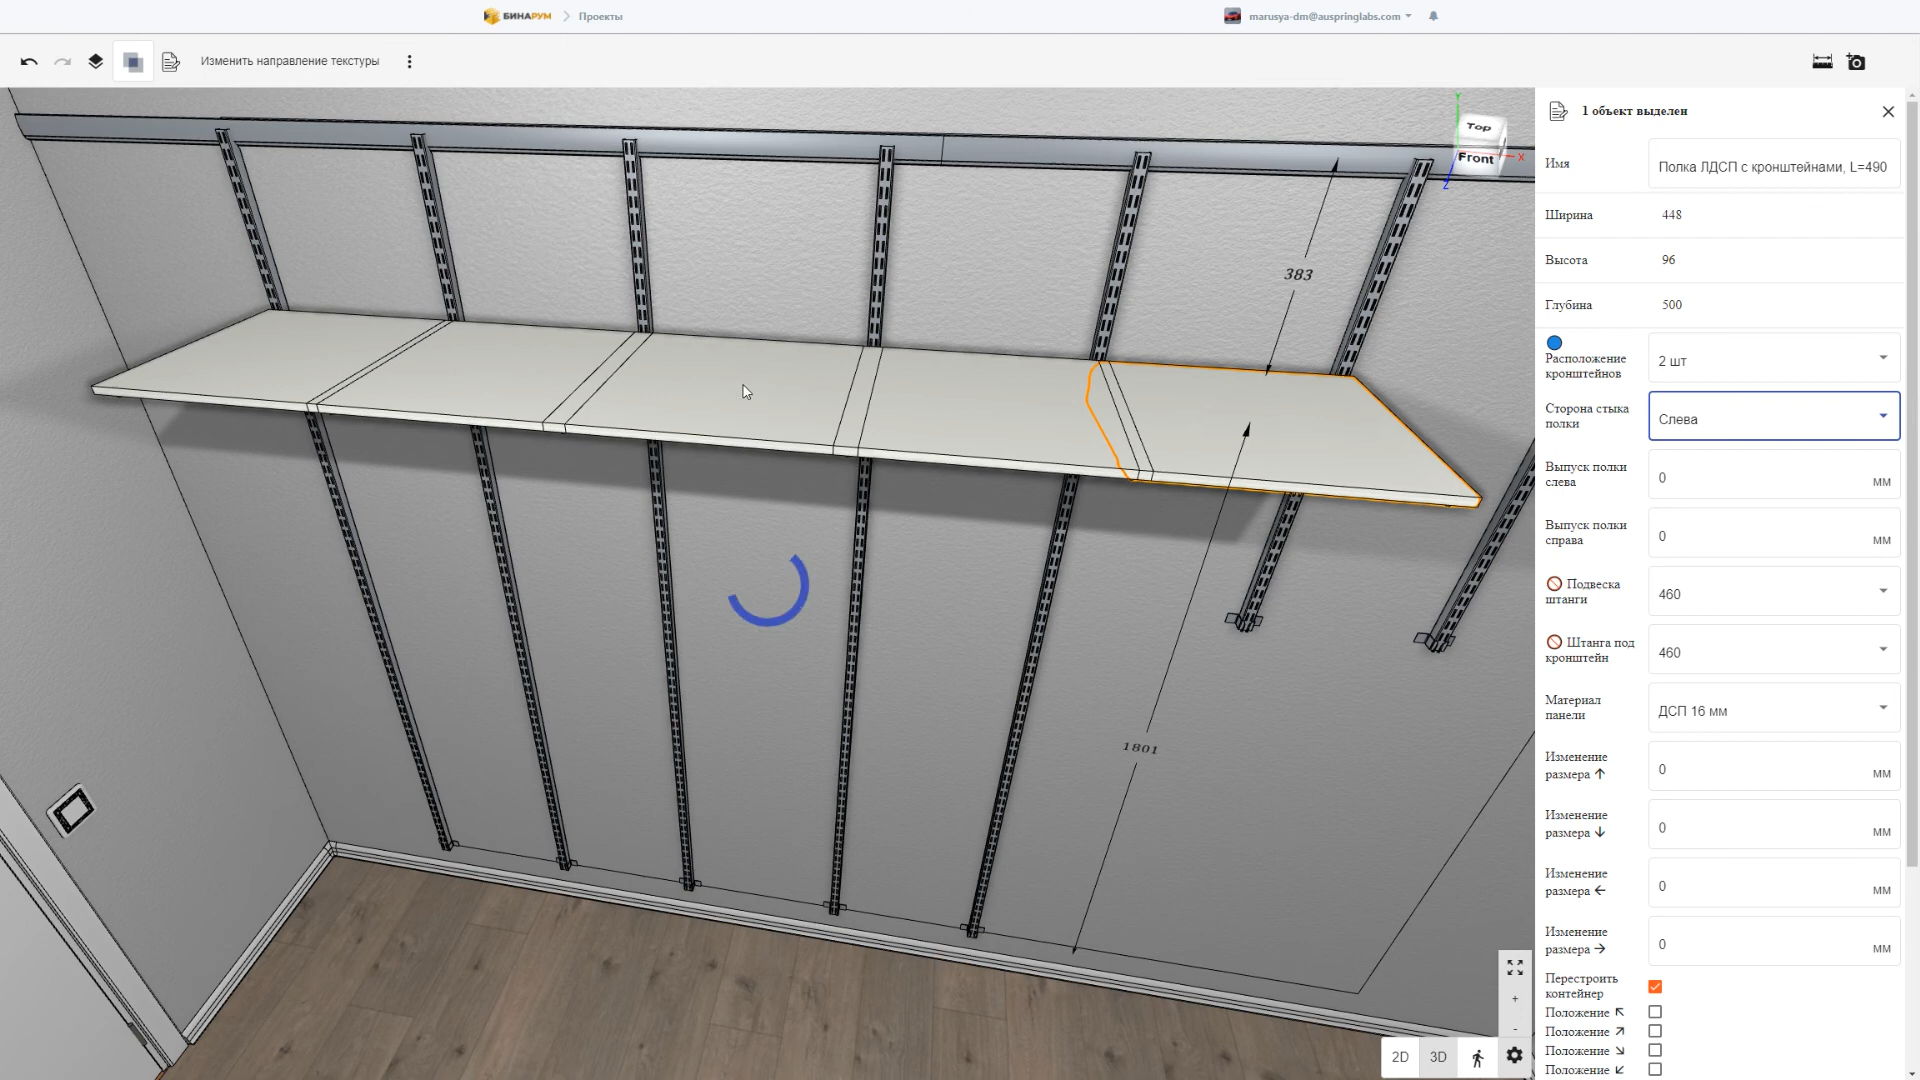 БИНАРУМ
Проекты
marusya-dm@auspringlabs.com
Изменить направление текстуры
1 объект выделен
Имя
Полка ЛДСП с кронштейнами, L=490
Ширина
448
Высота
96
Глубина
500
Расположение
кронштейнов
2 шт
Сторона стыка
полки
Слева
Выпуск полки
слева
0
мм
Выпуск полки
справа
0
мм
Подвеска
штанги
460
Штанга под
кронштейн
460
Материал
панели
ДСП 16 мм
Изменение
размера ↑
0
мм
Изменение
размера ↓
0
мм
Изменение
размера ←
0
мм
Изменение
размера →
0
мм
Перестроить
контейнер
Положение ↖
Положение ↗
Положение ↘
Положение ↙
Y
Top
Front
X
Z
383
1801
+
-
2D
3D